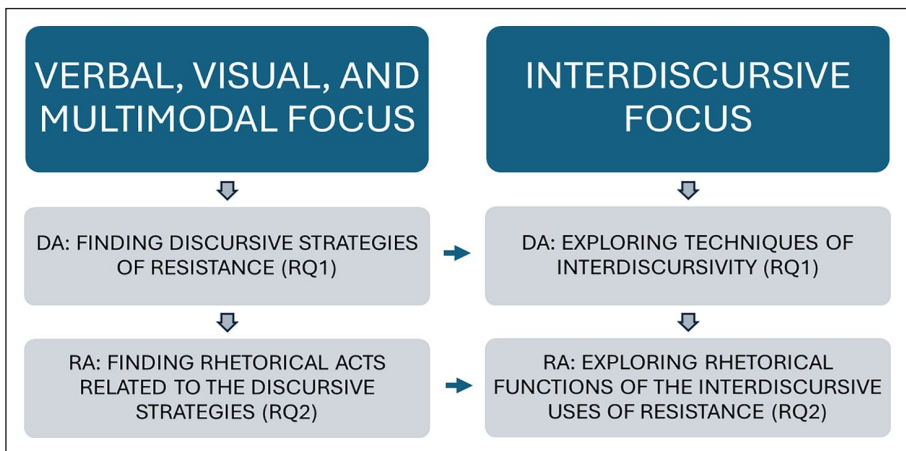 VERBAL, VISUAL, AND
MULTIMODAL FOCUS
INTERDISCURSIVE
FOCUS
DA: FINDING DISCURSIVE STRATEGIES
OF RESISTANCE (RQ1)
DA: EXPLORING TECHNIQUES OF
INTERDISCURSIVITY (RQ1)
RA: FINDING RHETORICAL ACTS
RELATED TO THE DISCURSIVE
STRATEGIES (RQ2)
RA: EXPLORING RHETORICAL
FUNCTIONS OF THE INTERDISCURSIVE
USES OF RESISTANCE (RQ2)